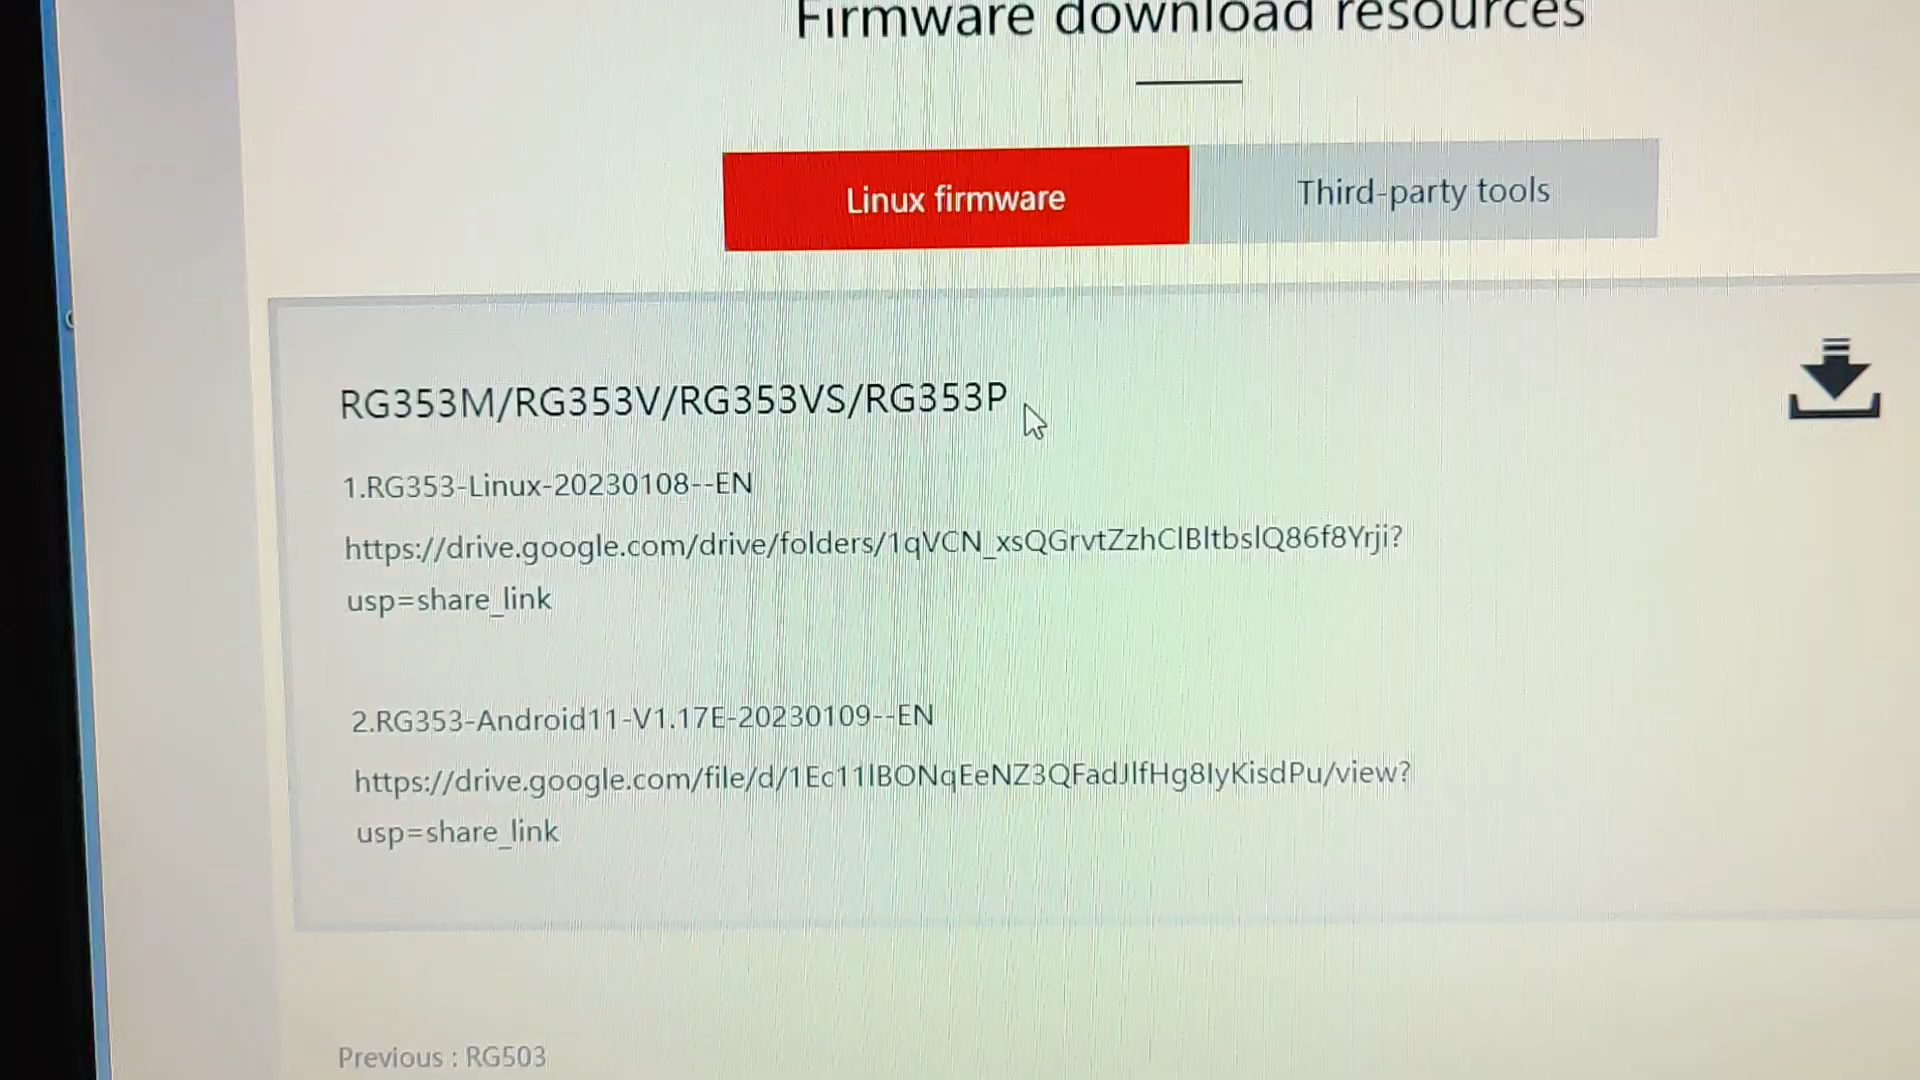 Firmware download resources
Linux firmware
Third-party tools
RG353M/RG353V/RG353VS/RG353P
1.RG353-Linux-20230108--EN
https://drive.google.com/drive/folders/1qVCN_xsQGrvtZzhClBltbslQ86f8Yrji?
usp=share_link
2.RG353-Android11-V1.17E-20230109--EN
https://drive.google.com/file/d/1Ec11lBONqEeNZ3QFadJlfHg8IyKisdPu/view?
usp=share_link
Previous : RG503